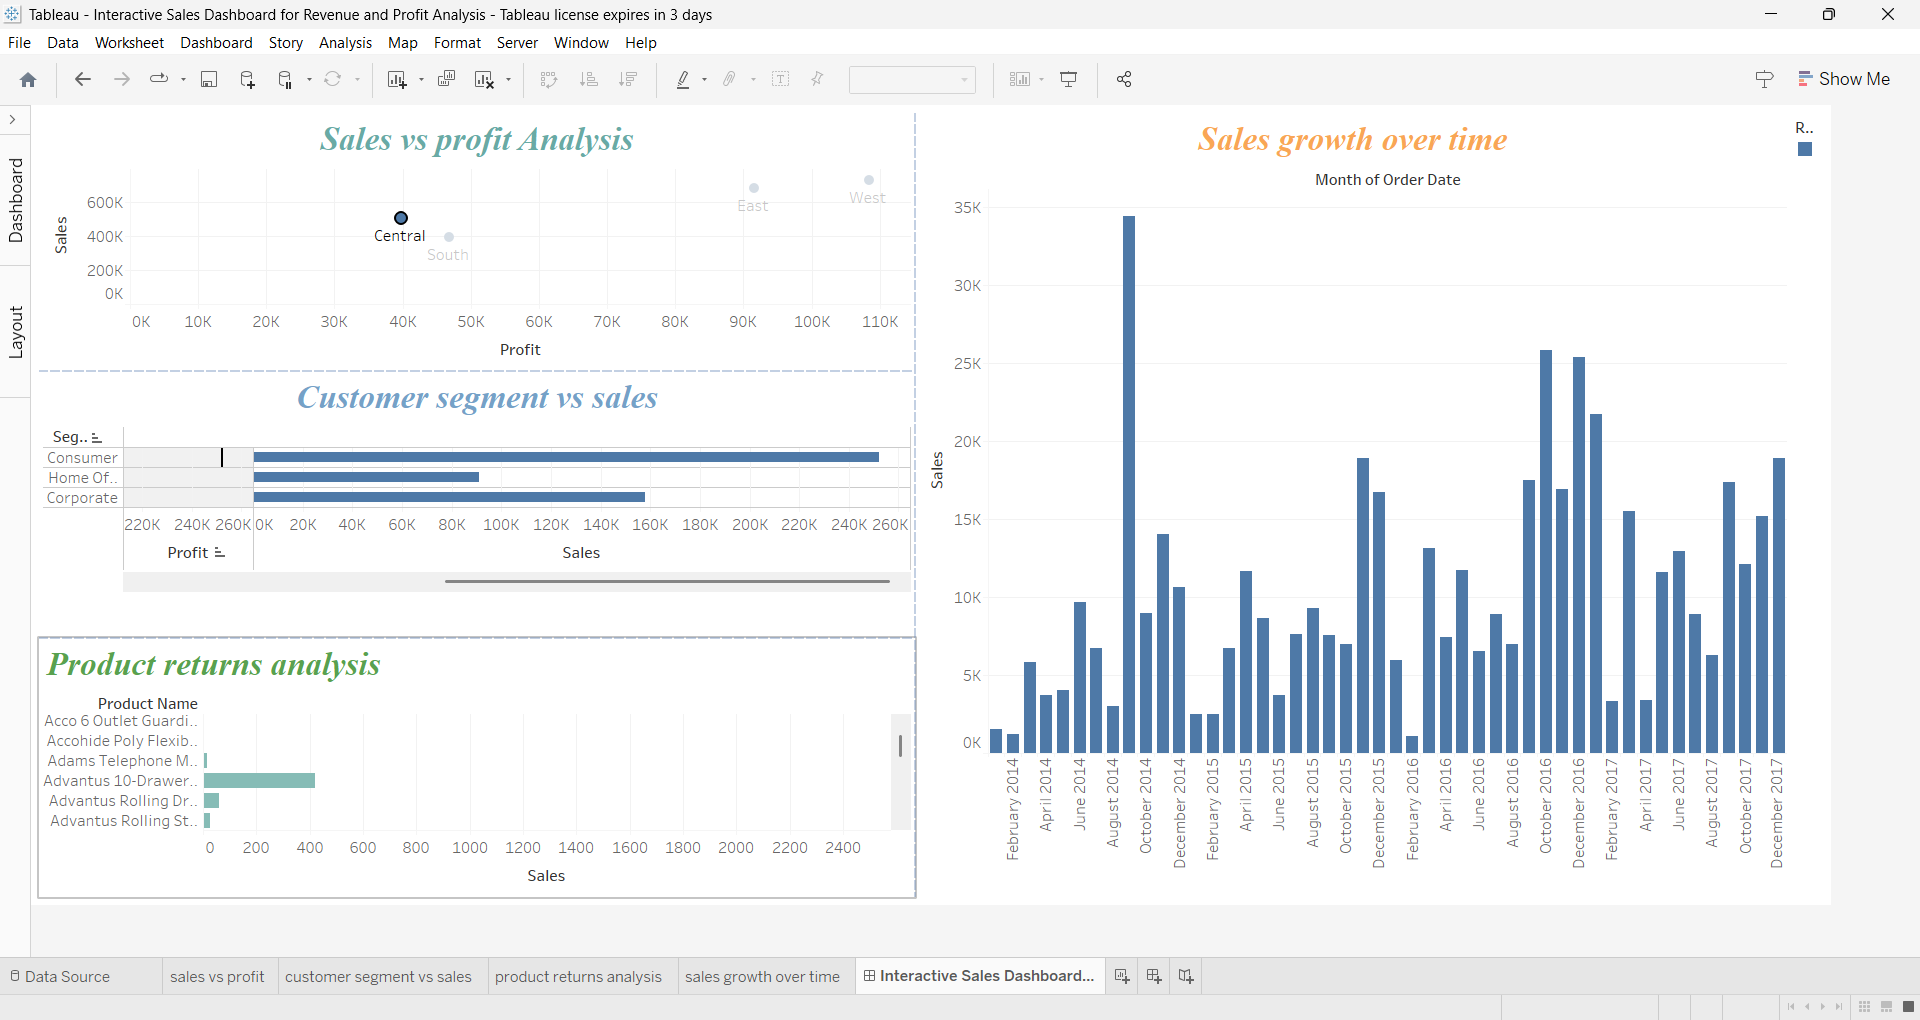 Tableau - Interactive Sales Dashboard for Revenue and Profit Analysis - Tableau license expires in 3 days
File Data Worksheet Dashboard Story Analysis Map Format Server Window Help
Show Me
Dashboard
Layout
Sales vs profit Analysis
Sales
600K
400K
200K
0K
East
West
Central
South
0K 10K 20K 30K 40K 50K 60K 70K 80K 90K 100K 110K
Profit
Customer segment vs sales
Seg..
Consumer
Home Of..
Corporate
220K 240K 260K 0K 20K 40K 60K 80K 100K 120K 140K 160K 180K 200K 220K 240K 260K
Profit Sales
Product returns analysis
Product Name
Acco 6 Outlet Guardi..
Accohide Poly Flexib..
Adams Telephone M..
Advantus 10-Drawer..
Advantus Rolling Dr..
Advantus Rolling St..
0 200 400 600 800 1000 1200 1400 1600 1800 2000 2200 2400
Sales
Sales growth over time
R..
Month of Order Date
Sales
35K
30K
25K
20K
15K
10K
5K
0K
February 2014
April 2014
June 2014
August 2014
October 2014
December 2014
February 2015
April 2015
June 2015
August 2015
October 2015
December 2015
February 2016
April 2016
June 2016
August 2016
October 2016
December 2016
February 2017
April 2017
June 2017
August 2017
October 2017
December 2017
Data Source sales vs profit customer segment vs sales product returns analysis sales growth over time Interactive Sales Dashboard...